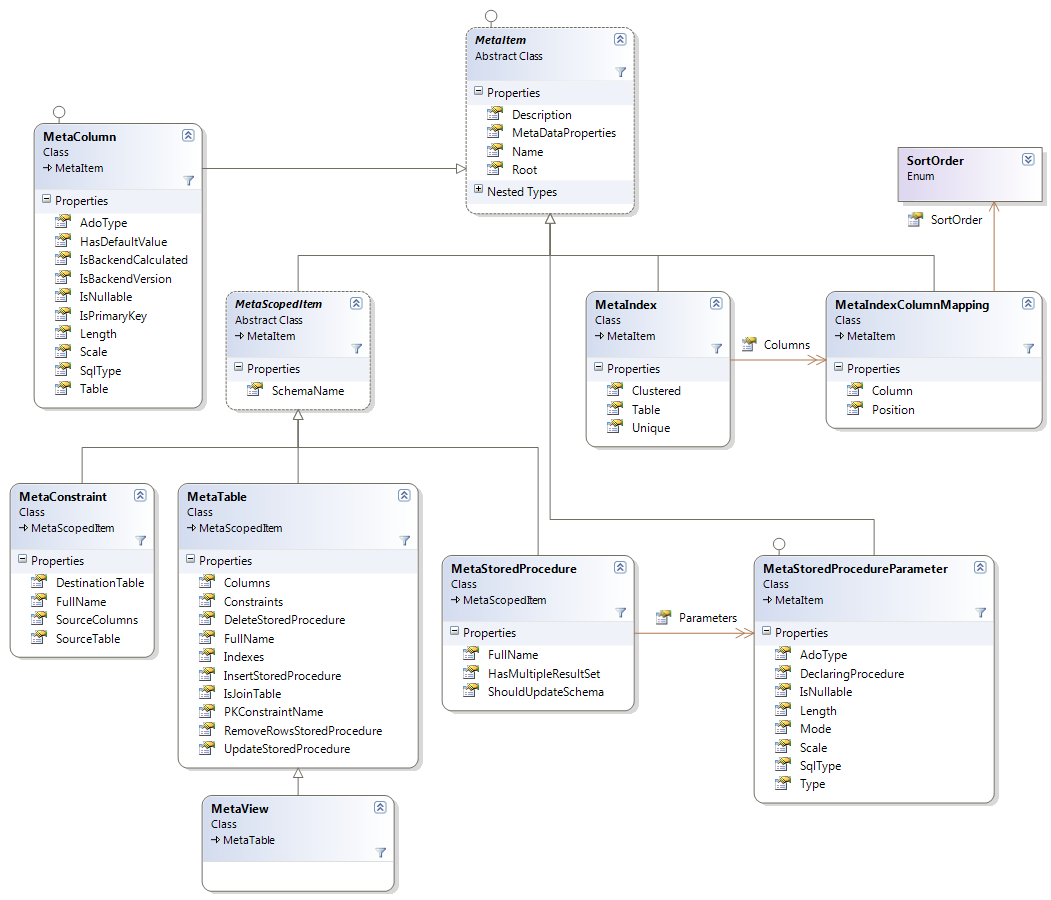 MetaItem
Abstract Class
Properties
Description
MetaDataProperties
Name
Root
Nested Types
MetaColumn
Class
MetaItem
Properties
AdoType
HasDefaultValue
IsBackendCalculated
IsBackendVersion
IsNullable
IsPrimaryKey
Length
Scale
SqlType
Table
SortOrder
Enum
SortOrder
MetaScopedItem
Abstract Class
MetaItem
Properties
SchemaName
MetaIndex
Class
MetaItem
Properties
Clustered
Table
Unique
Columns
MetaIndexColumnMapping
Class
MetaItem
Properties
Column
Position
MetaConstraint
Class
MetaScopedItem
Properties
DestinationTable
FullName
SourceColumns
SourceTable
MetaTable
Class
MetaScopedItem
Properties
Columns
Constraints
DeleteStoredProcedure
FullName
Indexes
InsertStoredProcedure
IsJoinTable
PKConstraintName
RemoveRowsStoredProcedure
UpdateStoredProcedure
MetaStoredProcedure
Class
MetaScopedItem
Properties
FullName
HasMultipleResultSet
ShouldUpdateSchema
Parameters
MetaStoredProcedureParameter
Class
MetaItem
Properties
AdoType
DeclaringProcedure
IsNullable
Length
Mode
Scale
SqlType
Type
MetaView
Class
MetaTable